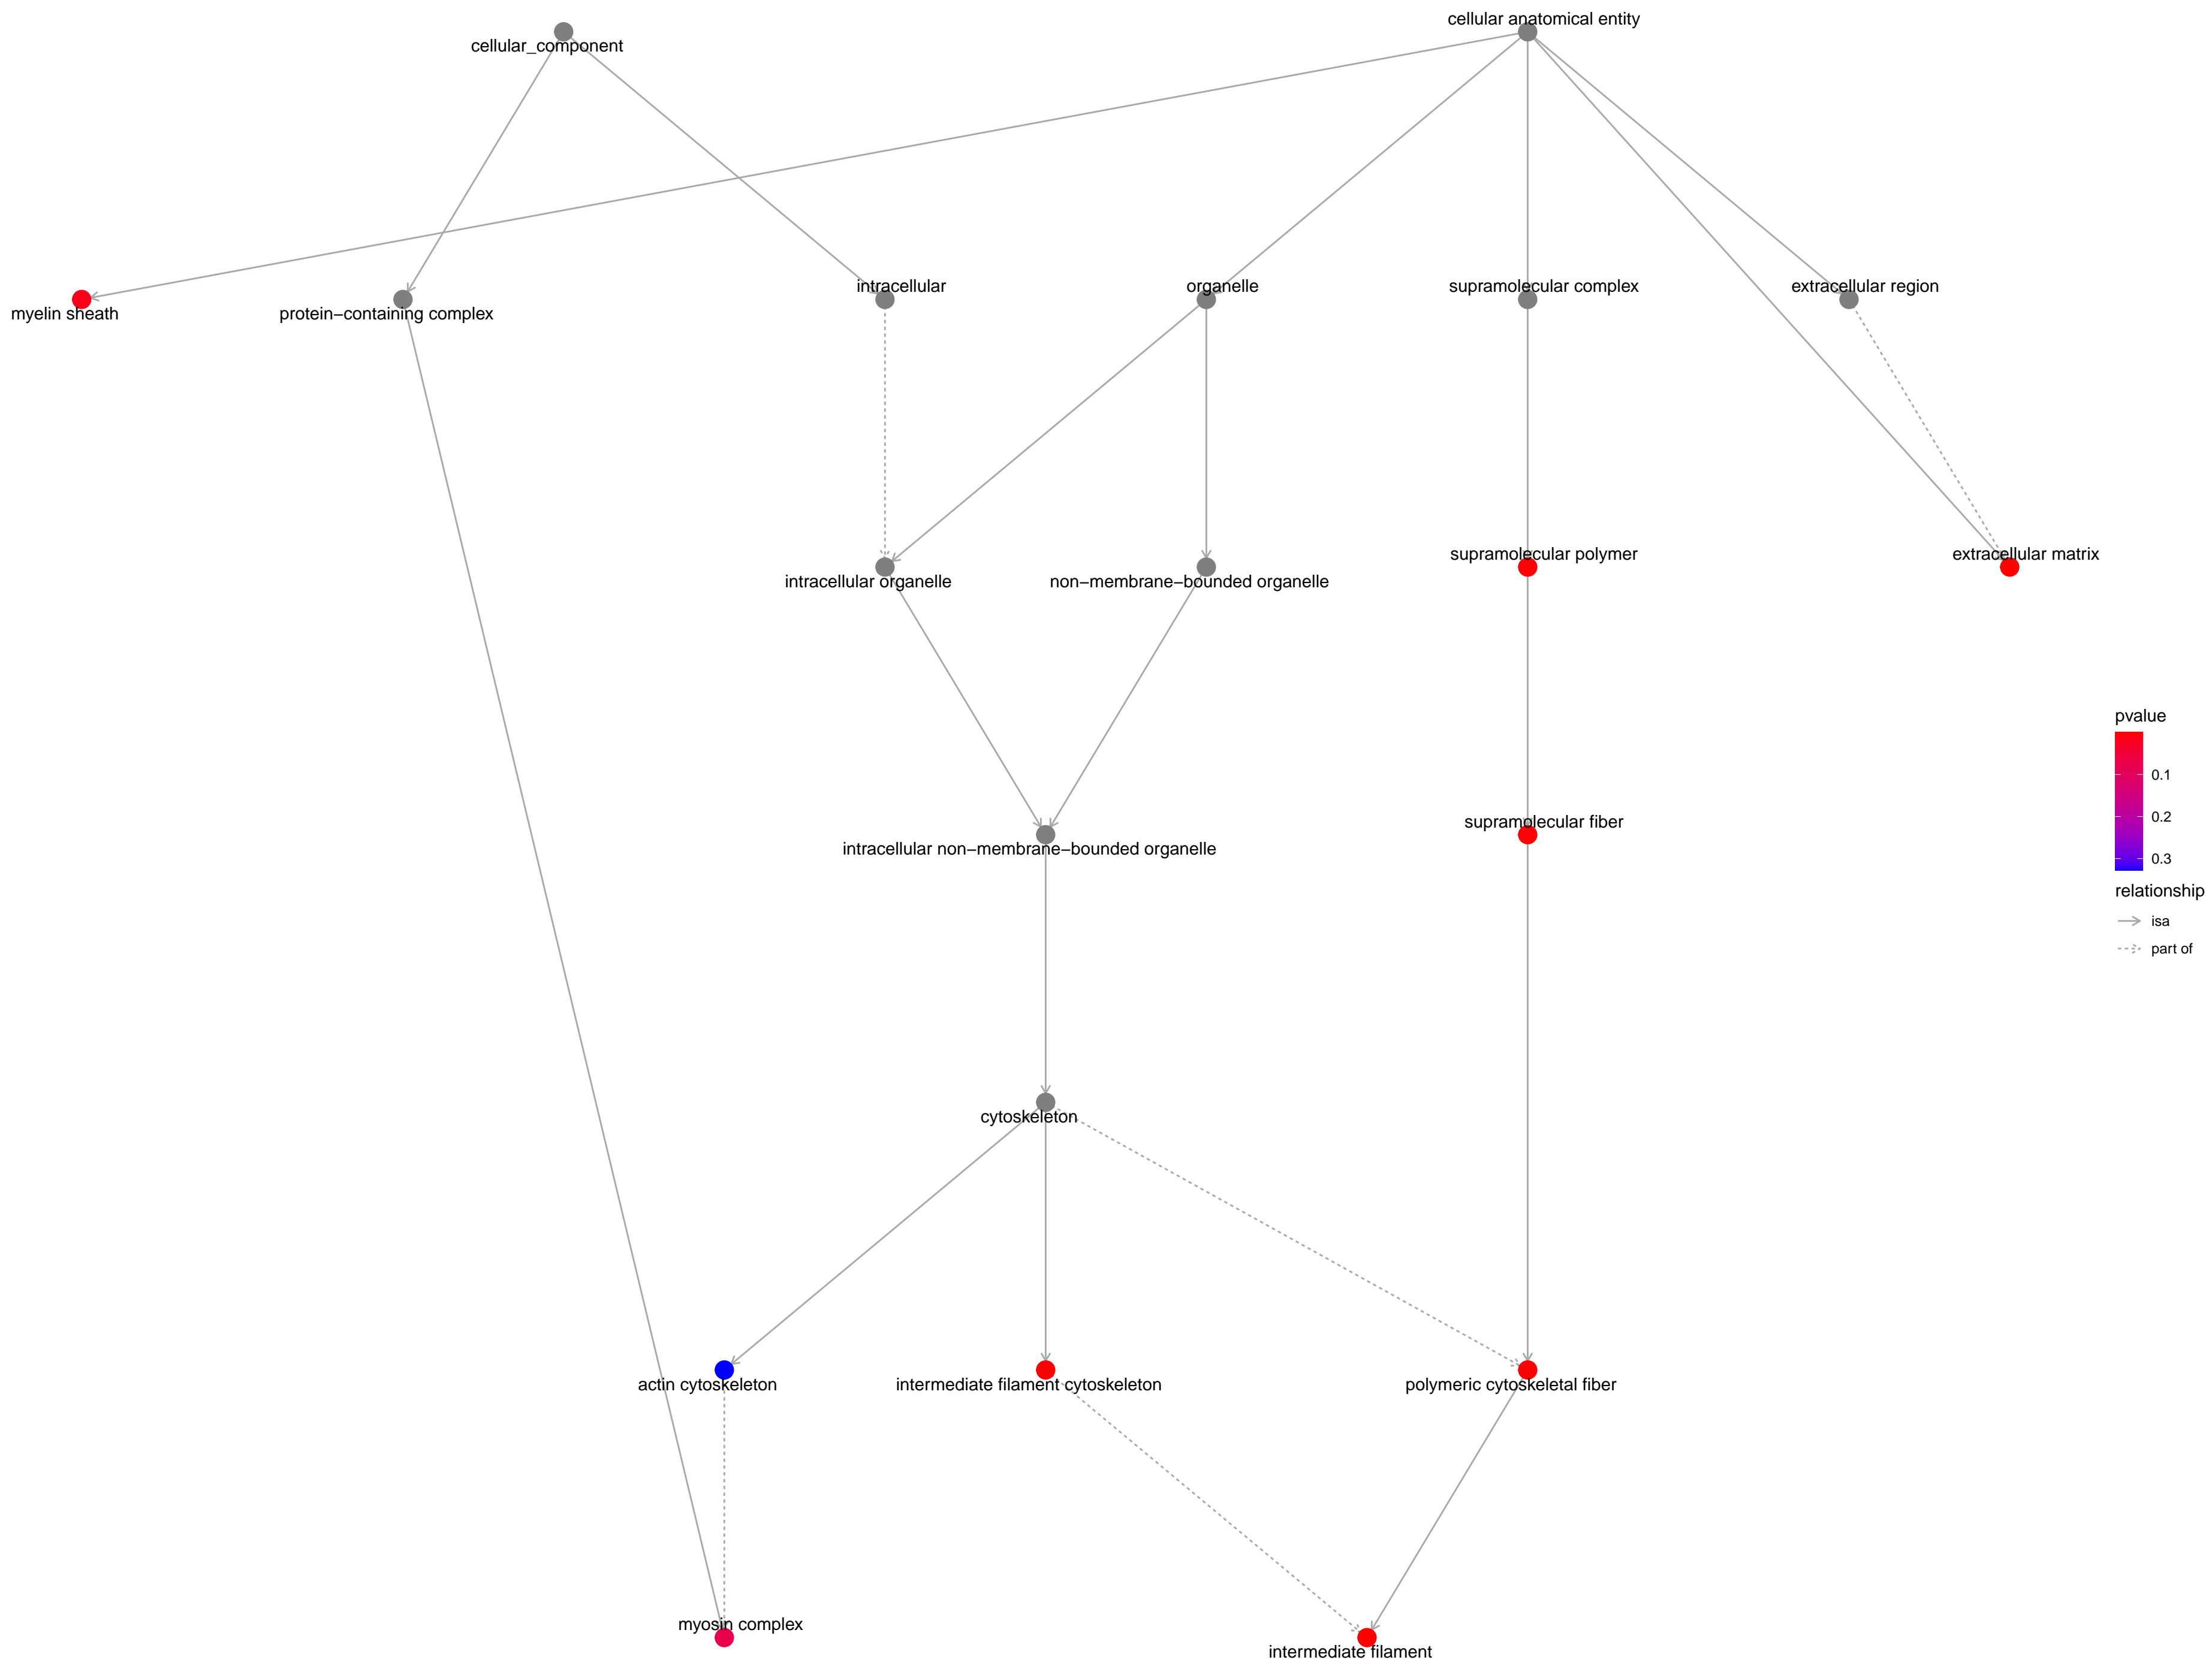 cellular anatomical entity
cellular_component
intracellular
organelle
supramolecular complex
extracellular region
myelin sheath
protein−containing complex
supramolecular polymer
extracellular matrix
intracellular organelle
non−membrane−bounded organelle
pvalue
0.1
0.2
0.3
relationship
isa
part of
supramolecular fiber
intracellular non−membrane−bounded organelle
cytoskeleton
actin cytoskeleton
intermediate filament cytoskeleton
polymeric cytoskeletal fiber
myosin complex
intermediate filament